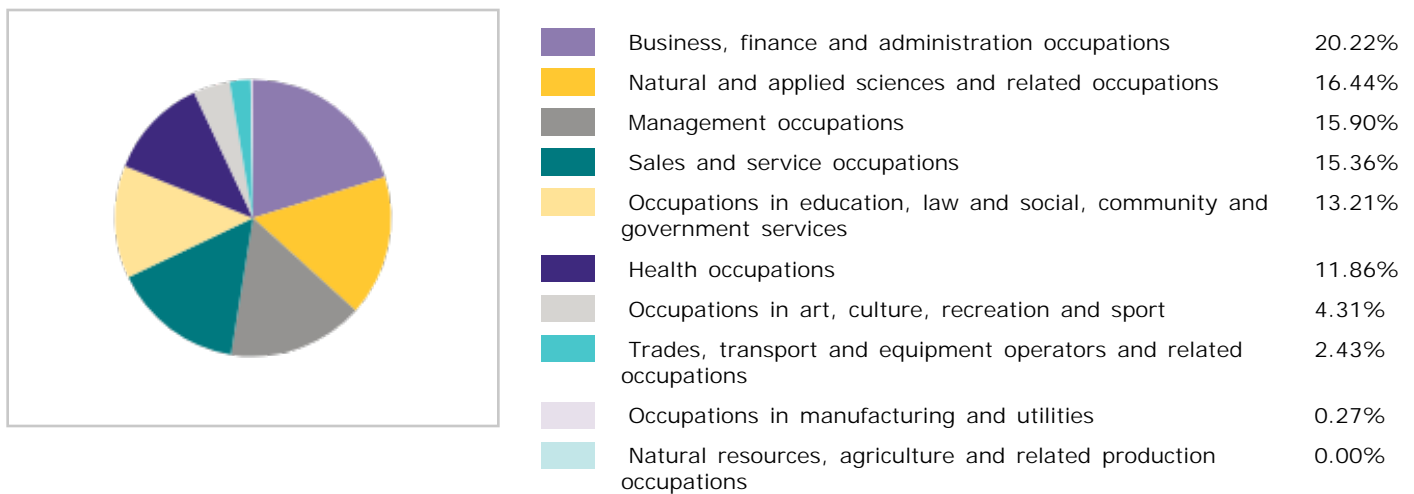 Business, finance and administration occupations 20.22%
Natural and applied sciences and related occupations 16.44%
Management occupations 15.90%
Sales and service occupations 15.36%
Occupations in education, law and social, community and 13.21%
government services
Health occupations 11.86%
Occupations in art, culture, recreation and sport 4.31%
Trades, transport and equipment operators and related 2.43%
occupations
Occupations in manufacturing and utilities 0.27%
Natural resources, agriculture and related production 0.00%
occupations